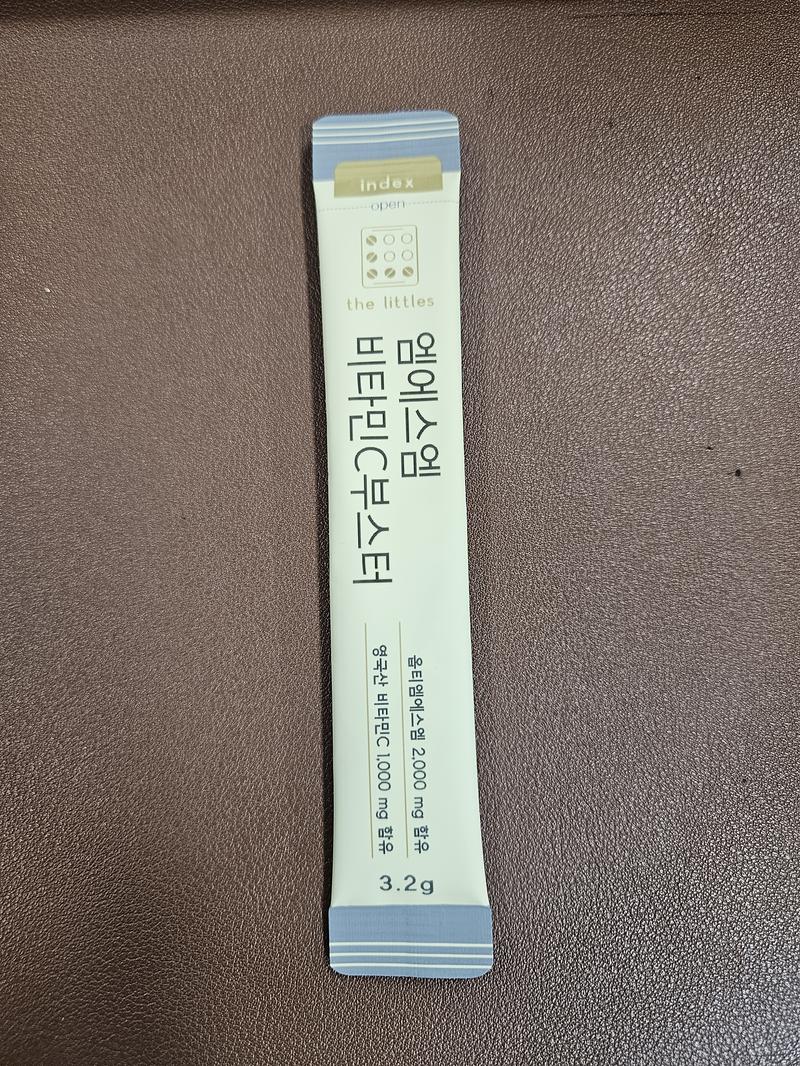 index
open
the littles
엠에스엠
비타민C부스터
옵티엠에스엠 2,000 mg 함유
영국산 비타민C 1,000 mg 함유
3.2g